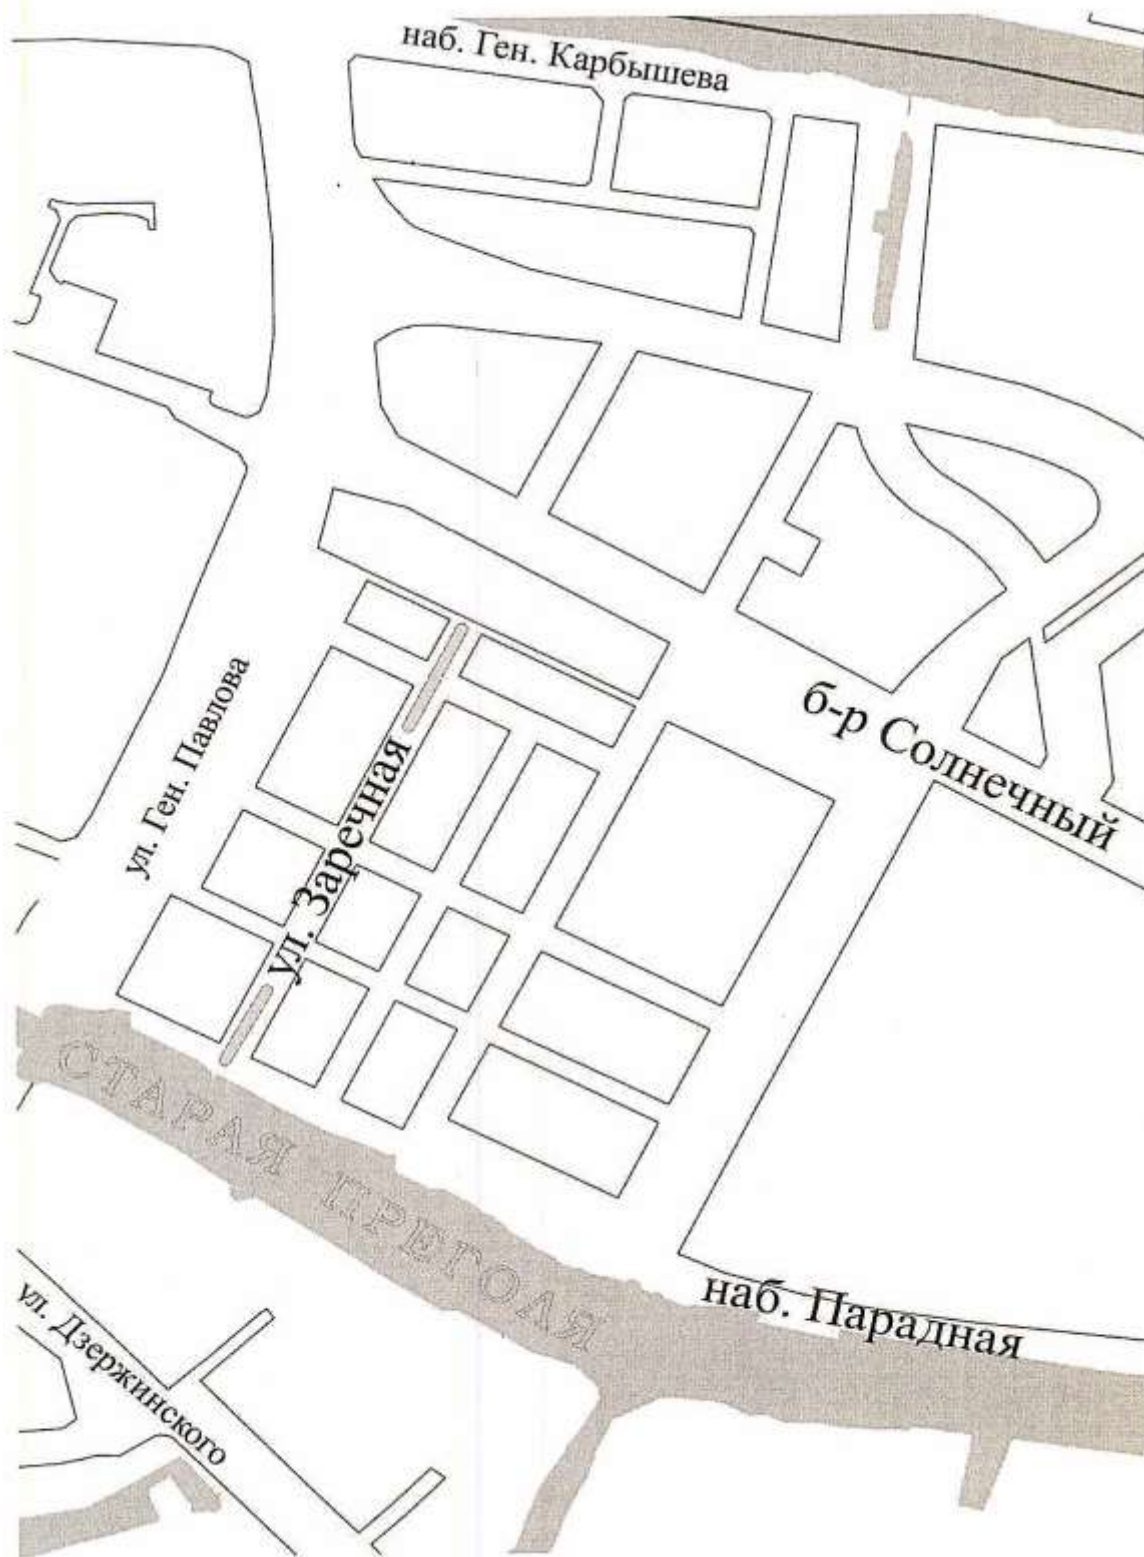 наб. Ген. Карбышева
ул. Ген. Павлова
б-р Солнечный
ул. Заречная
СТАРАЯ ПРЕГОЛЯ
наб. Парадная
ул. Дзержинского